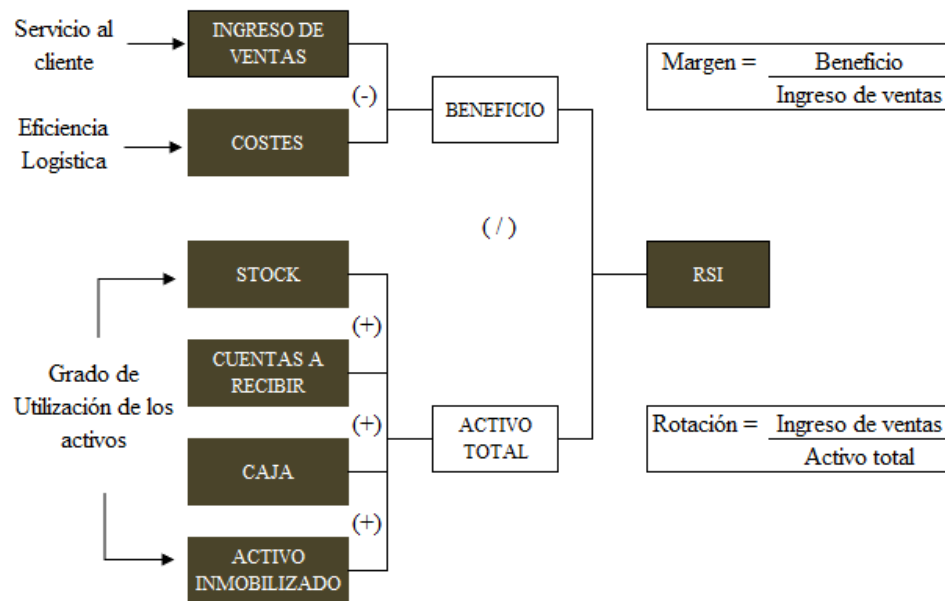 Servicio al
cliente
INGRESO DE
VENTAS
(-)
Eficiencia
Logística
COSTES
BENEFICIO
Margen = Beneficio
Ingreso de ventas
( / )
STOCK
(+)
CUENTAS A
RECIBIR
Grado de
Utilización de los
activos
(+)
CAJA
(+)
ACTIVO
INMOBILIZADO
ACTIVO
TOTAL
RSI
Rotación = Ingreso de ventas
Activo total